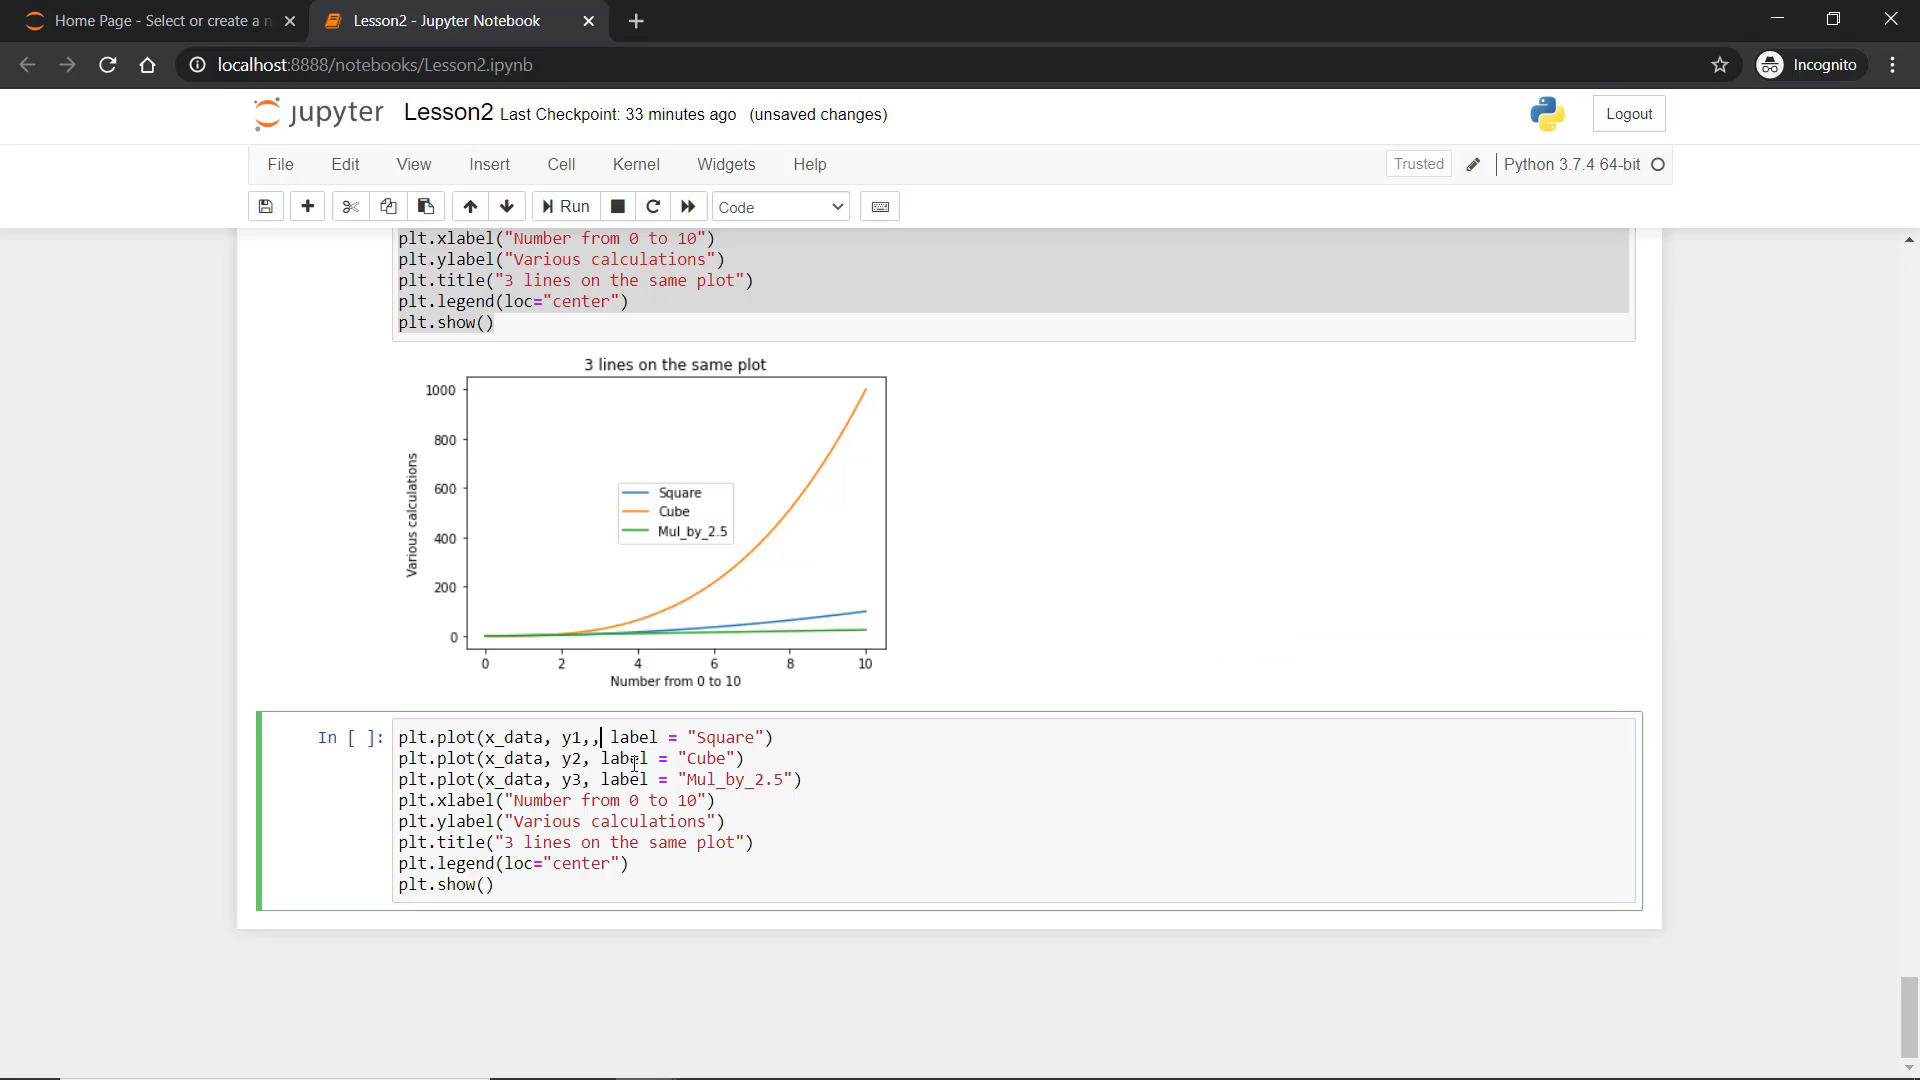 Home Page - Select or create a n
Lesson2 - Jupyter Notebook
localhost:8888/notebooks/Lesson2.ipynb
Incognito
jupyter Lesson2 Last Checkpoint: 33 minutes ago (unsaved changes)
Logout
File Edit View Insert Cell Kernel Widgets Help
Trusted
Python 3.7.4 64-bit
Run
Code
plt.xlabel("Number from 0 to 10")
plt.ylabel("Various calculations")
plt.title("3 lines on the same plot")
plt.legend(loc="center")
plt.show()
3 lines on the same plot
1000
800
600
400
200
0
Various calculations
Square
Cube
Mul_by_2.5
0 2 4 6 8 10
Number from 0 to 10
In [ ]:
plt.plot(x_data, y1,, label = "Square")
plt.plot(x_data, y2, label = "Cube")
plt.plot(x_data, y3, label = "Mul_by_2.5")
plt.xlabel("Number from 0 to 10")
plt.ylabel("Various calculations")
plt.title("3 lines on the same plot")
plt.legend(loc="center")
plt.show()